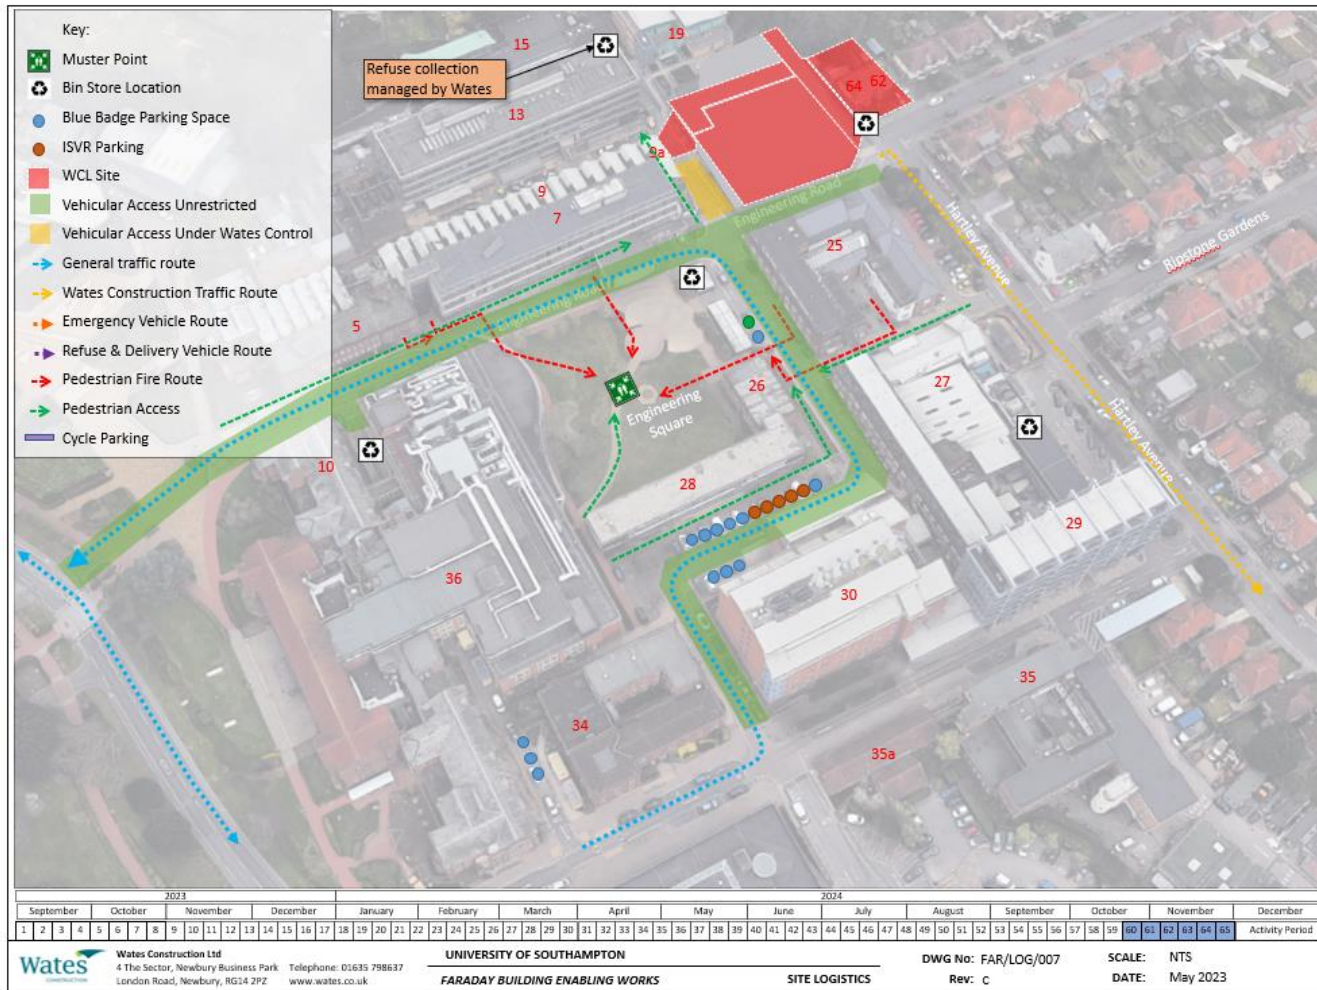 Key:
Muster Point
Bin Store Location
Blue Badge Parking Space
ISVR Parking
WCL Site
Vehicular Access Unrestricted
Vehicular Access Under Wates Control
General traffic route
Wates Construction Traffic Route
Emergency Vehicle Route
Refuse & Delivery Vehicle Route
Pedestrian Fire Route
Pedestrian Access
Cycle Parking
Refuse collection
managed by Wates
15
19
13
64
62
9a
9
7
Engineering Road
25
Hartley Avenue
Ripstone Gardens
5
Engineering Road
26
27
Engineering
Square
Hartley Avenue
10
28
29
36
30
34
35
35a
2023
2024
September October November December January February March April May June July August September October November December
1 2 3 4 5 6 7 8 9 10 11 12 13 14 15 16 17 18 19 20 21 22 23 24 25 26 27 28 29 30 31 32 33 34 35 36 37 38 39 40 41 42 43 44 45 46 47 48 49 50 51 52 53 54 55 56 57 58 59 60 61 62 63 64 65 Activity Period
Wates
CONSTRUCTION
Wates Construction Ltd
4 The Sector, Newbury Business Park Telephone: 01635 798637
London Road, Newbury, RG14 2PZ www.wates.co.uk
UNIVERSITY OF SOUTHAMPTON
FARADAY BUILDING ENABLING WORKS
SITE LOGISTICS
DWG No: FAR/LOG/007
Rev: C
SCALE: NTS
DATE: May 2023